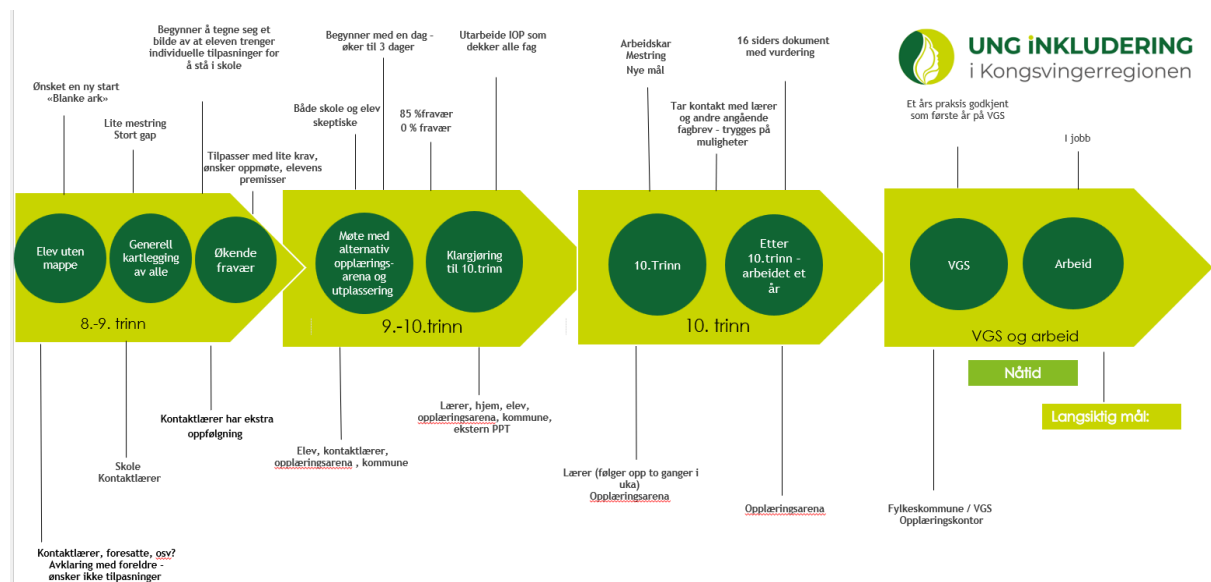 Begynner å tegne seg et
bilde av at eleven trenger
individuelle tilpasninger for
å stå i skole
Begynner med en dag –
øker til 3 dager
Utarbeide IOP som
dekker alle fag
Arbeidskar
Mestring
Nye mål
16 siders dokument
med vurdering
UNG iNKLUDERING
i Kongsvingerregionen
Ønsket en ny start
«Blanke ark»
Lite mestring
Stort gap
Både skole og elev
skeptiske
85 %fravær
0 % fravær
Tar kontakt med lærer
og andre angående
fagbrev – trygges på
muligheter
Et års praksis godkjent
som første år på VGS
I jobb
Tilpasser med lite krav,
ønsker oppmøte, elevens
premisser
Elev uten
mappe
Generell
kartlegging
av alle
Økende
fravær
Møte med
alternativ
opplærings-
arena og
utplassering
Klargjøring
til 10.trinn
10.Trinn
Etter
10.trinn –
arbeidet et
år
VGS
Arbeid
8.-9. trinn
9.-10.trinn
10. trinn
VGS og arbeid
Nåtid
Langsiktig mål:
Kontaktlærer har ekstra
oppfølgning
Lærer, hjem, elev,
opplæringsarena, kommune,
ekstern PPT
Elev, kontaktlærer,
opplæringsarena , kommune
Skole
Kontaktlærer
Lærer (følger opp to ganger i
uka)
Opplæringsarena
Opplæringsarena
Fylkeskommune / VGS
Opplæringskontor
Kontaktlærer, foresatte, osv?
Avklaring med foreldre –
ønsker ikke tilpasninger